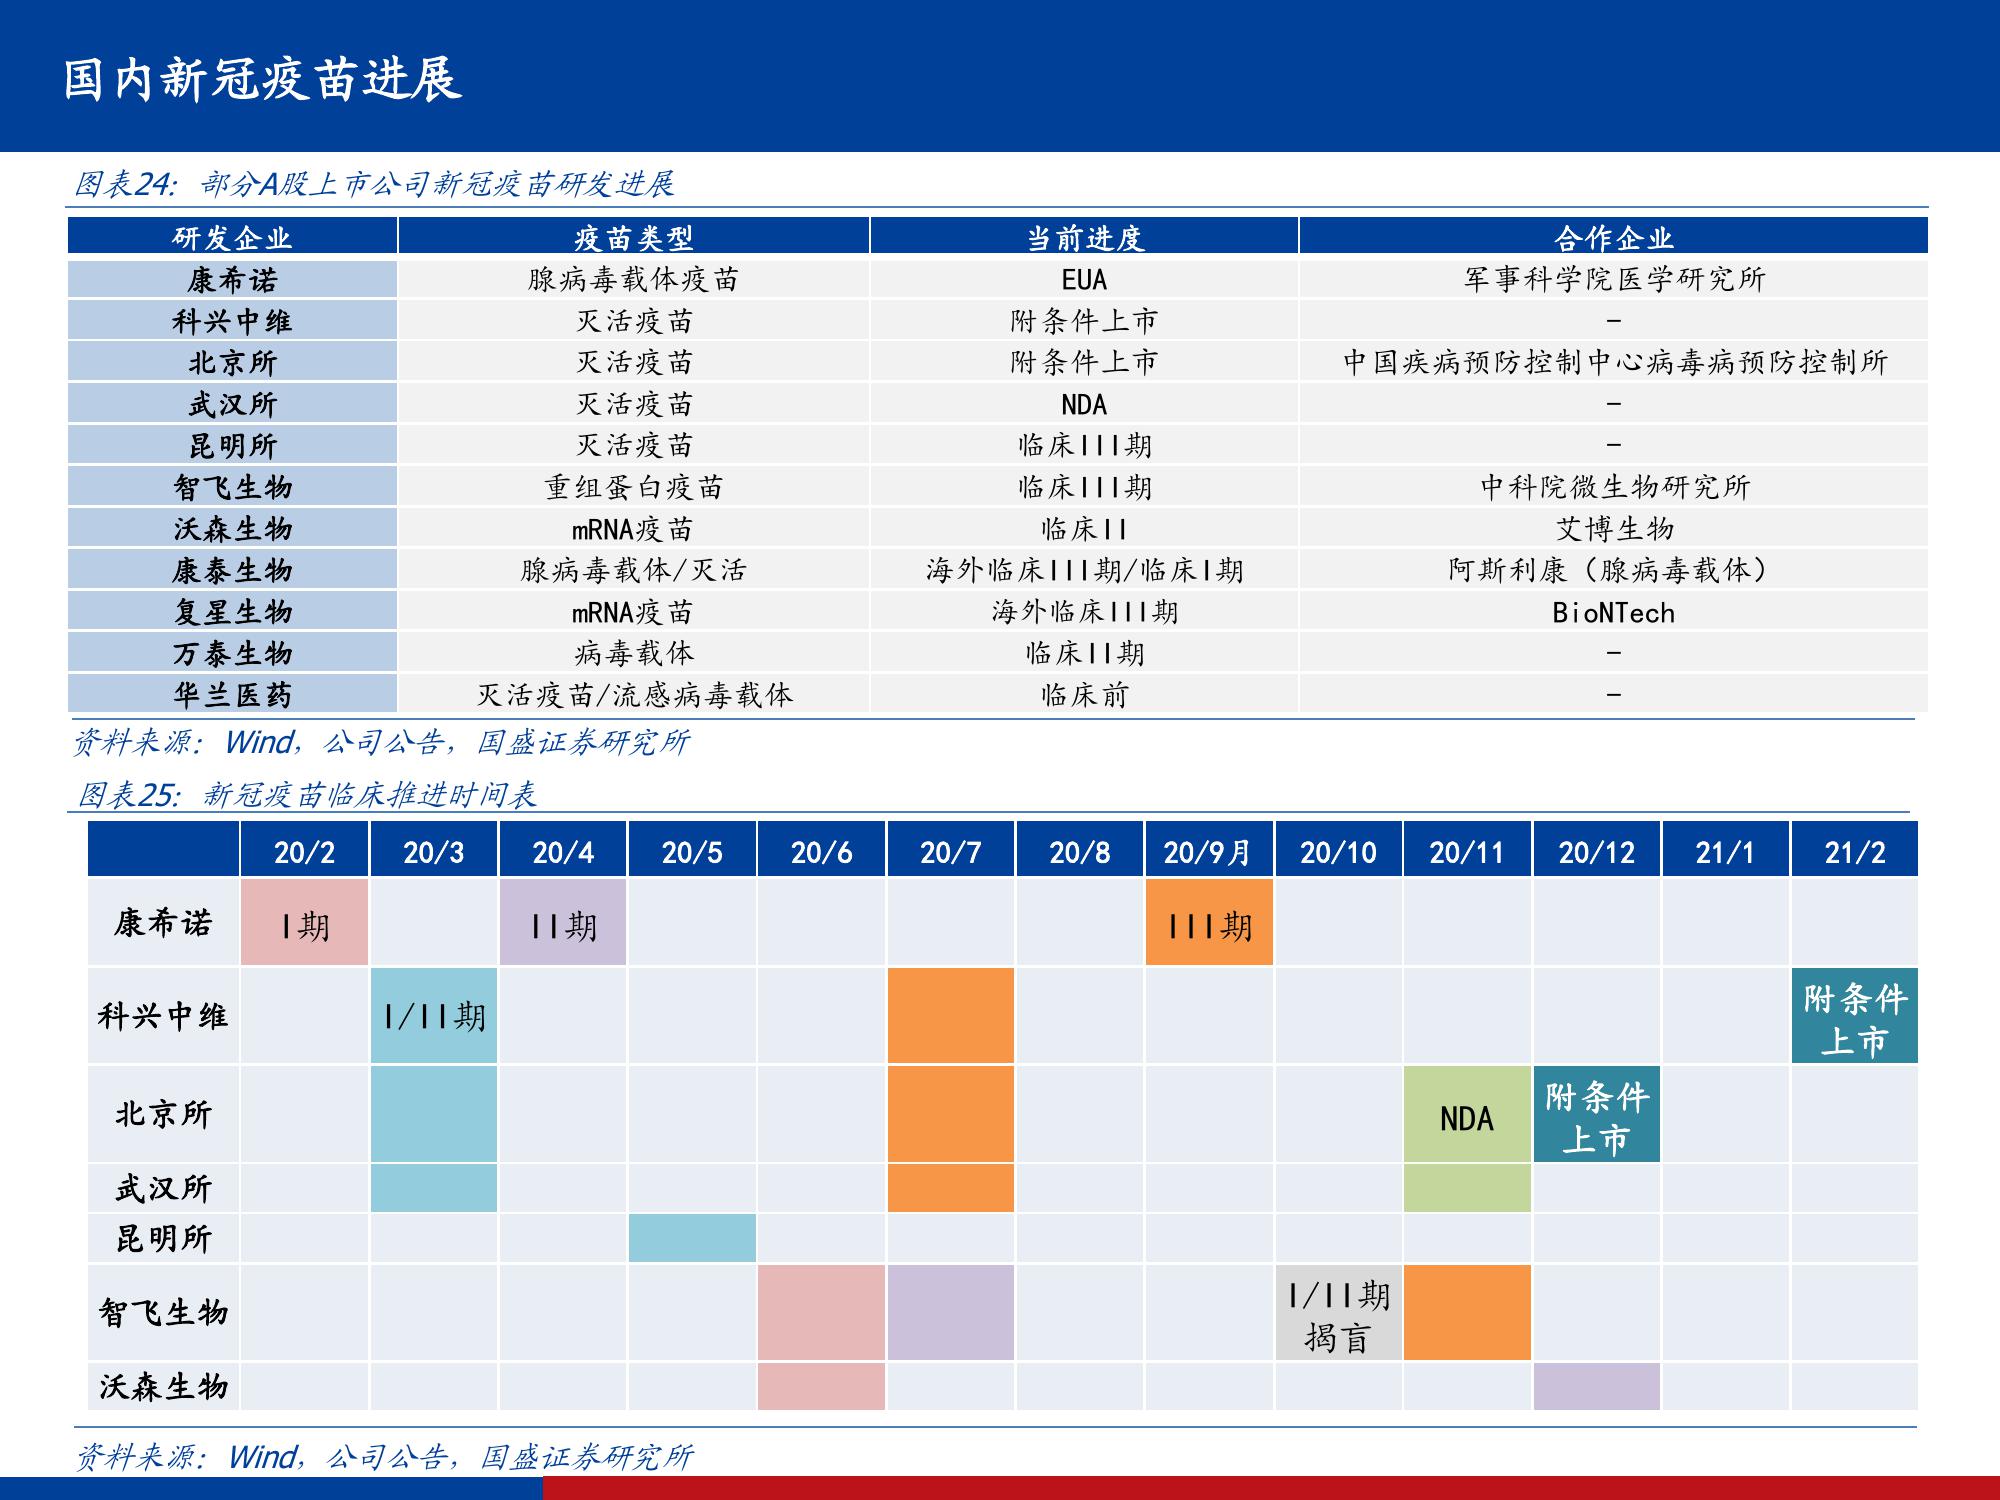 国内新冠疫苗进展
图表24：部分A股上市公司新冠疫苗研发进展
研发企业 疫苗类型 当前进度 合作企业
康希诺 腺病毒载体疫苗 EUA 军事科学院医学研究所
科兴中维 灭活疫苗 附条件上市 -
北京所 灭活疫苗 附条件上市 中国疾病预防控制中心病毒病预防控制所
武汉所 灭活疫苗 NDA -
昆明所 灭活疫苗 临床III期 -
智飞生物 重组蛋白疫苗 临床III期 中科院微生物研究所
沃森生物 mRNA疫苗 临床II 艾博生物
康泰生物 腺病毒载体/灭活 海外临床III期/临床I期 阿斯利康（腺病毒载体）
复星生物 mRNA疫苗 海外临床III期 BioNTech
万泰生物 病毒载体 临床II期 -
华兰医药 灭活疫苗/流感病毒载体 临床前 -
资料来源：Wind，公司公告，国盛证券研究所
图表25：新冠疫苗临床推进时间表
20/2 20/3 20/4 20/5 20/6 20/7 20/8 20/9月 20/10 20/11 20/12 21/1 21/2
康希诺 I期 II期 III期
科兴中维 I/II期 附条件
上市
北京所 NDA 附条件
上市
武汉所
昆明所
智飞生物 I/II期
揭盲
沃森生物
资料来源：Wind，公司公告，国盛证券研究所